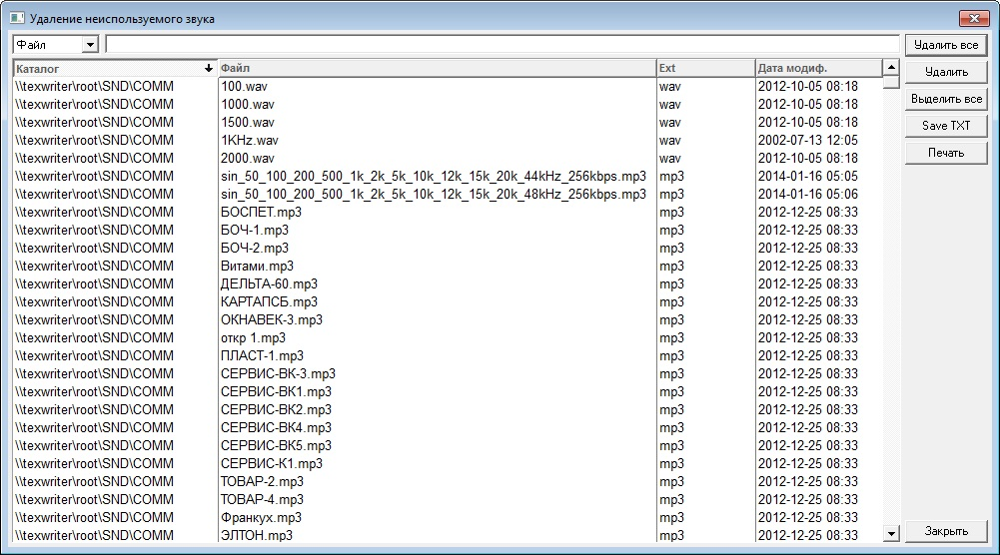 Удаление неиспользуемого звука
Файл
Удалить все
Каталог Файл Ext Дата модиф.
\\texwriter\root\SND\COMM 100.wav wav 2012-10-05 08:18
Удалить
\\texwriter\root\SND\COMM 1000.wav wav 2012-10-05 08:18
Выделить все
\\texwriter\root\SND\COMM 1500.wav wav 2012-10-05 08:18
Save TXT
\\texwriter\root\SND\COMM 1KHz.wav wav 2002-07-13 12:05
Печать
\\texwriter\root\SND\COMM 2000.wav wav 2012-10-05 08:18
\\texwriter\root\SND\COMM sin_50_100_200_500_1k_2k_5k_10k_12k_15k_20k_44kHz_256kbps.mp3 mp3 2014-01-16 05:05
\\texwriter\root\SND\COMM sin_50_100_200_500_1k_2k_5k_10k_12k_15k_20k_48kHz_256kbps.mp3 mp3 2014-01-16 05:06
\\texwriter\root\SND\COMM БОСПЕТ.mp3 mp3 2012-12-25 08:33
\\texwriter\root\SND\COMM БОЧ-1.mp3 mp3 2012-12-25 08:33
\\texwriter\root\SND\COMM БОЧ-2.mp3 mp3 2012-12-25 08:33
\\texwriter\root\SND\COMM Витами.mp3 mp3 2012-12-25 08:33
\\texwriter\root\SND\COMM ДЕЛЬТА-60.mp3 mp3 2012-12-25 08:33
\\texwriter\root\SND\COMM КАРТАПСБ.mp3 mp3 2012-12-25 08:33
\\texwriter\root\SND\COMM ОКНАВЕК-3.mp3 mp3 2012-12-25 08:33
\\texwriter\root\SND\COMM откр 1.mp3 mp3 2012-12-25 08:33
\\texwriter\root\SND\COMM ПЛАСТ-1.mp3 mp3 2012-12-25 08:33
\\texwriter\root\SND\COMM СЕРВИС-ВК-3.mp3 mp3 2012-12-25 08:33
\\texwriter\root\SND\COMM СЕРВИС-ВК1.mp3 mp3 2012-12-25 08:33
\\texwriter\root\SND\COMM СЕРВИС-ВК2.mp3 mp3 2012-12-25 08:33
\\texwriter\root\SND\COMM СЕРВИС-ВК4.mp3 mp3 2012-12-25 08:33
\\texwriter\root\SND\COMM СЕРВИС-ВК5.mp3 mp3 2012-12-25 08:33
\\texwriter\root\SND\COMM СЕРВИС-К1.mp3 mp3 2012-12-25 08:33
\\texwriter\root\SND\COMM ТОВАР-2.mp3 mp3 2012-12-25 08:33
\\texwriter\root\SND\COMM ТОВАР-4.mp3 mp3 2012-12-25 08:33
\\texwriter\root\SND\COMM Франкух.mp3 mp3 2012-12-25 08:33
\\texwriter\root\SND\COMM ЭЛТОН.mp3 mp3 2012-12-25 08:33
Закрыть